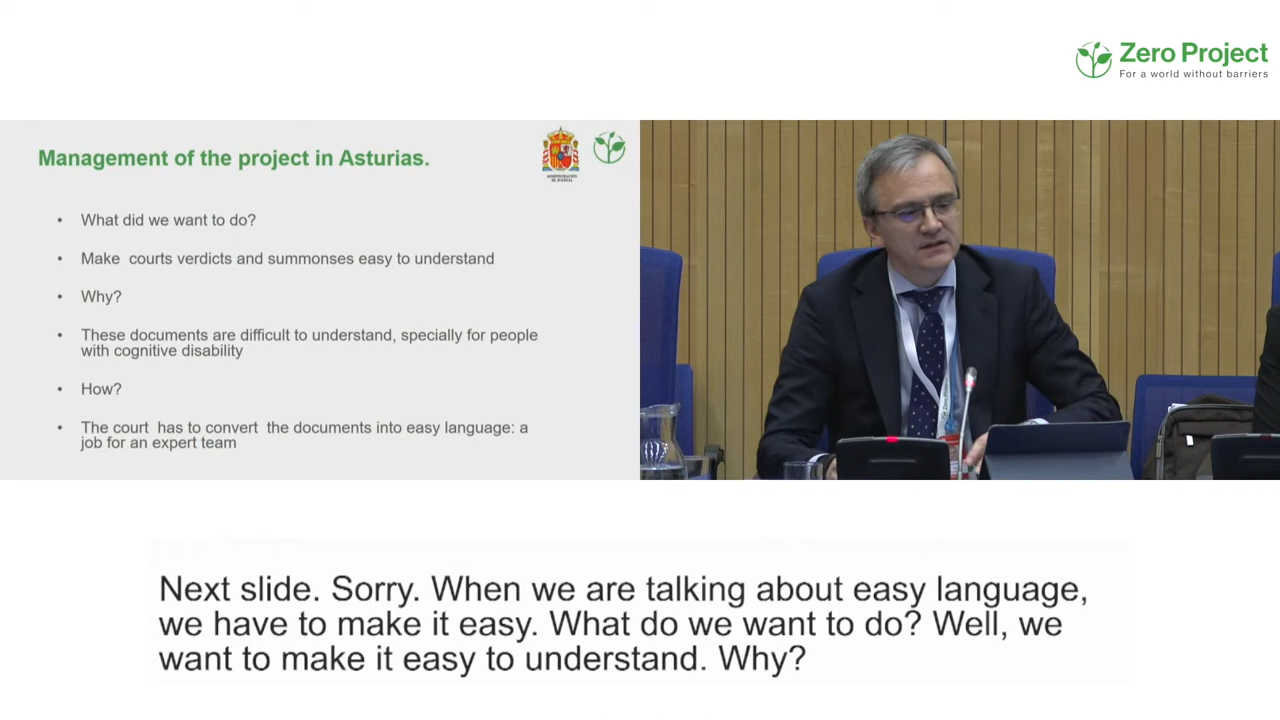 Zero Project
For a world without barriers
Management of the project in Asturias.
ADMINISTRACION
DE JUSTICIA
• What did we want to do?
• Make courts verdicts and summonses easy to understand
• Why?
• These documents are difficult to understand, specially for people
with cognitive disability
• How?
• The court has to convert the documents into easy language: a
job for an expert team
Next slide. Sorry. When we are talking about easy language,
we have to make it easy. What do we want to do? Well, we
want to make it easy to understand. Why?